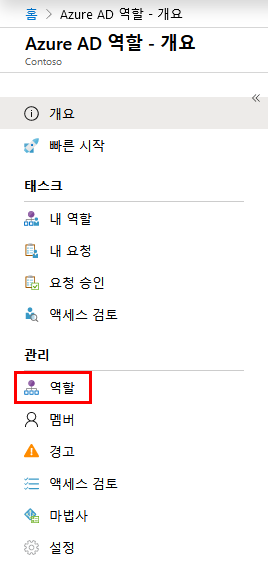 홈 > Azure AD 역할 - 개요
Azure AD 역할 - 개요
Contoso
«
개요
빠른 시작
태스크
내 역할
내 요청
요청 승인
액세스 검토
관리
역할
멤버
경고
액세스 검토
마법사
설정